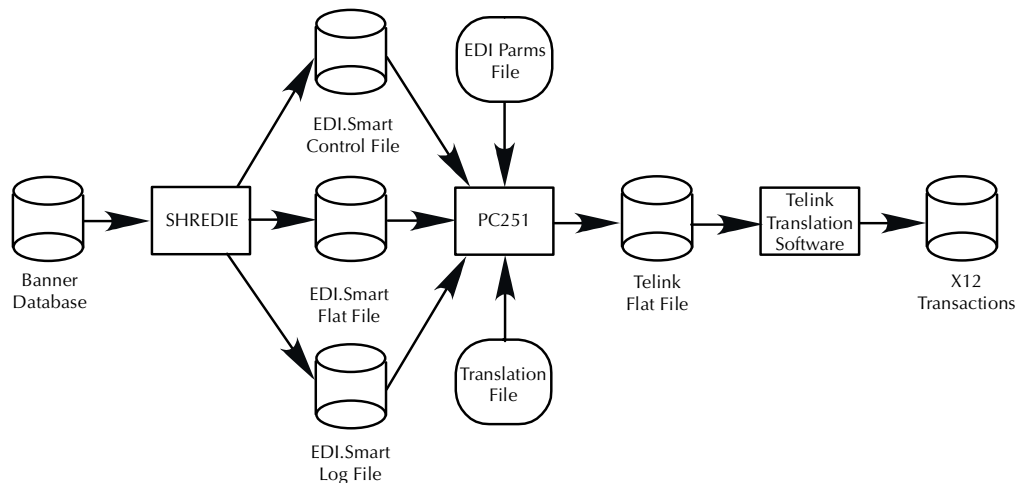 EDI Parms
File
EDI.Smart
Control File
Banner
Database
SHREDIE
EDI.Smart
Flat File
PC251
Telink
Flat File
Telink
Translation
Software
X12
Transactions
Translation
File
EDI.Smart
Log File